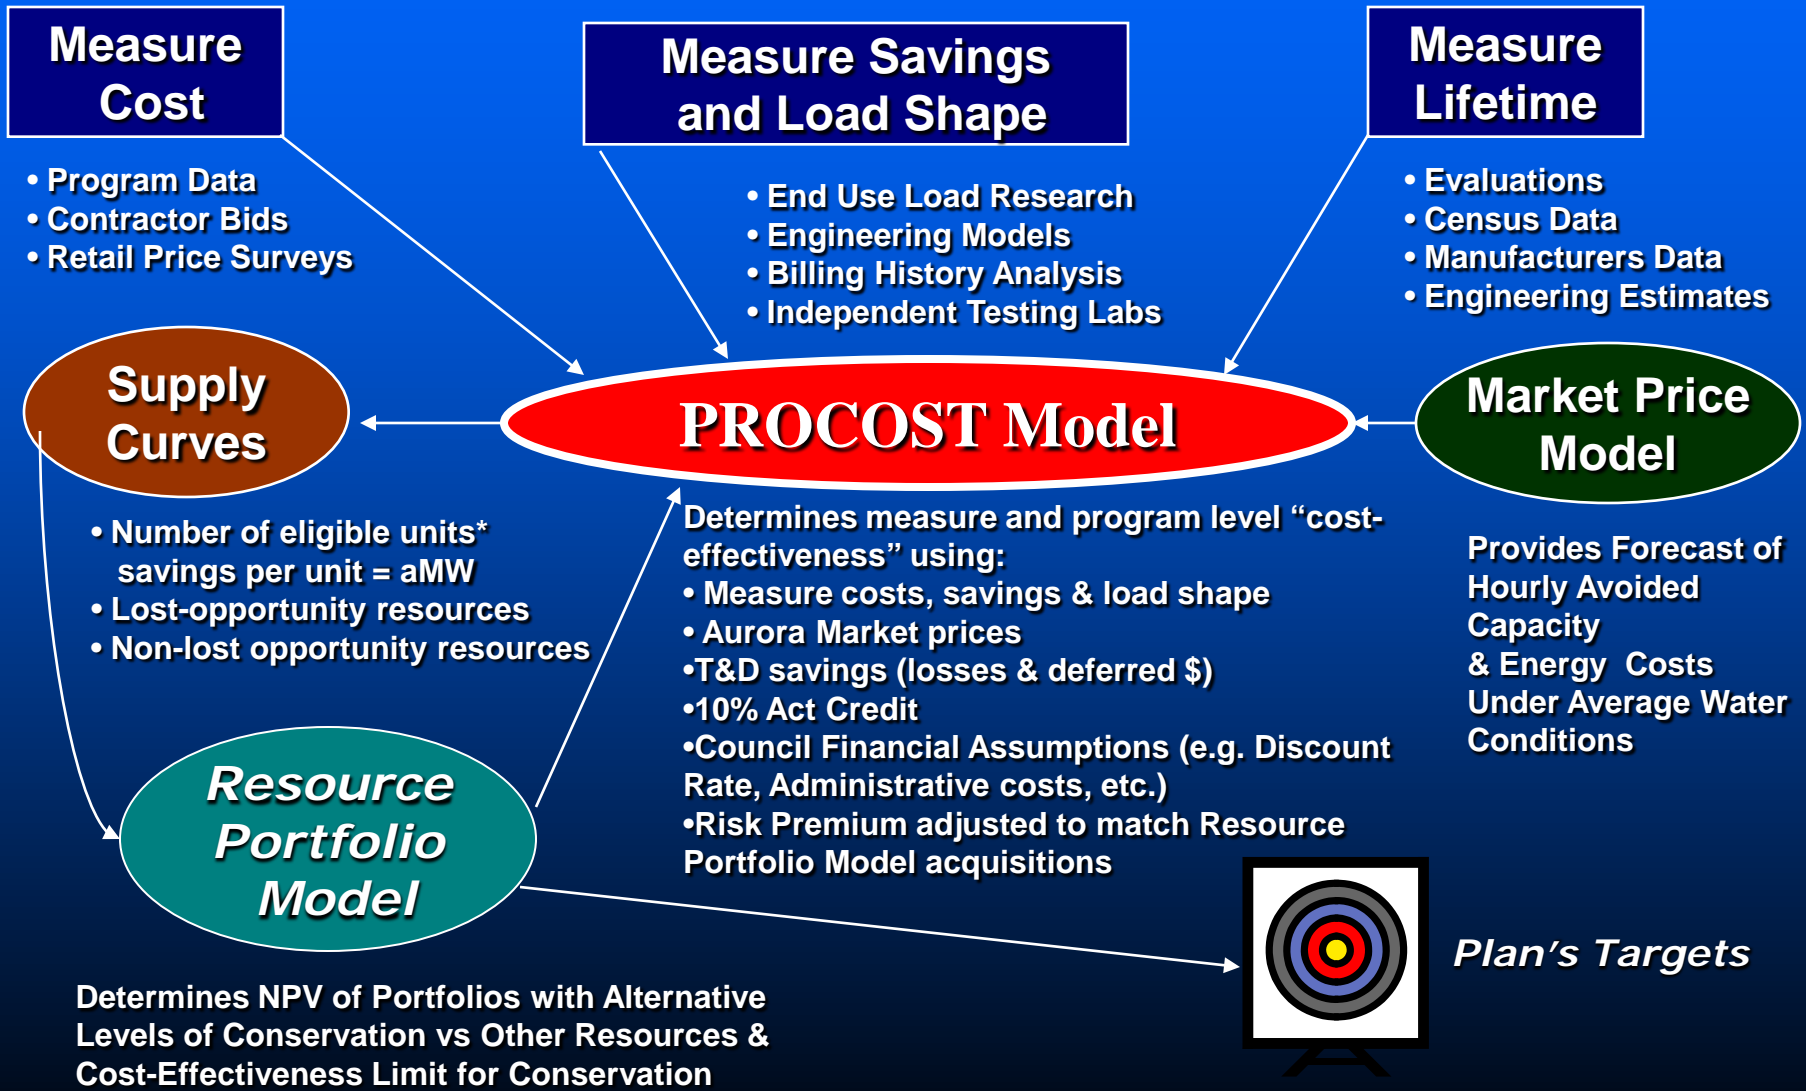 Measure
Cost
• Program Data
• Contractor Bids
• Retail Price Surveys
Measure Savings
and Load Shape
• End Use Load Research
• Engineering Models
• Billing History Analysis
• Independent Testing Labs
Measure
Lifetime
• Evaluations
• Census Data
• Manufacturers Data
• Engineering Estimates
Supply
Curves
PROCOST Model
Market Price
Model
• Number of eligible units*
savings per unit = aMW
• Lost-opportunity resources
• Non-lost opportunity resources
Determines measure and program level “cost-
effectiveness” using:
• Measure costs, savings & load shape
• Aurora Market prices
•T&D savings (losses & deferred $)
•10% Act Credit
•Council Financial Assumptions (e.g. Discount
Rate, Administrative costs, etc.)
•Risk Premium adjusted to match Resource
Portfolio Model acquisitions
Provides Forecast of
Hourly Avoided
Capacity
& Energy Costs
Under Average Water
Conditions
Resource
Portfolio
Model
Plan’s Targets
Determines NPV of Portfolios with Alternative
Levels of Conservation vs Other Resources &
Cost-Effectiveness Limit for Conservation